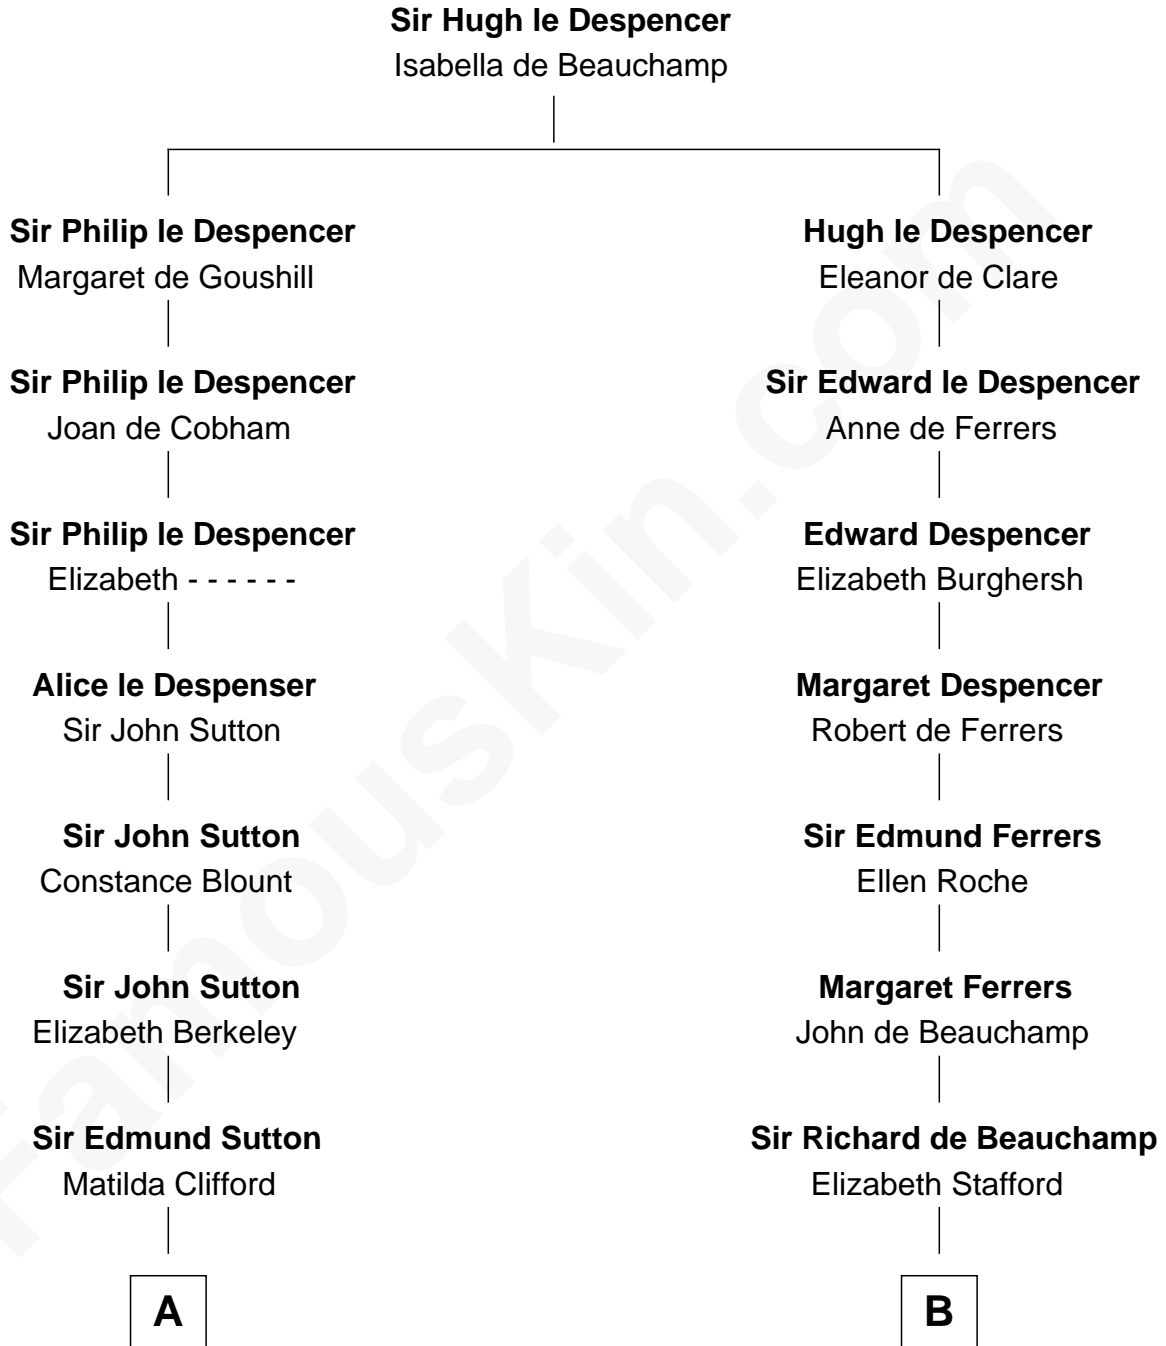 Sir Hugh le Despencer
Isabella de Beauchamp
Sir Philip le Despencer
Margaret de Goushill
Hugh le Despencer
Eleanor de Clare
Sir Philip le Despencer
Joan de Cobham
Sir Edward le Despencer
Anne de Ferrers
Sir Philip le Despencer
Elizabeth - - - - - -
Edward Despencer
Elizabeth Burghersh
Alice le Despenser
Sir John Sutton
Margaret Despencer
Robert de Ferrers
Sir John Sutton
Constance Blount
Sir Edmund Ferrers
Ellen Roche
Sir John Sutton
Elizabeth Berkeley
Margaret Ferrers
John de Beauchamp
Sir Edmund Sutton
Matilda Clifford
Sir Richard de Beauchamp
Elizabeth Stafford
A
B
FamousKin.com